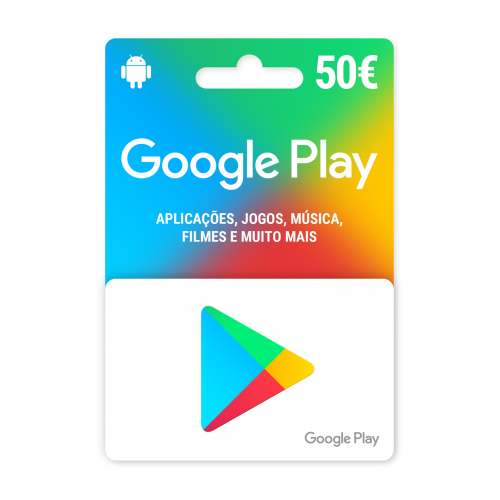 50€
Google Play
APLICAÇÕES, JOGOS, MÚSICA,
FILMES E MUITO MAIS
Google Play